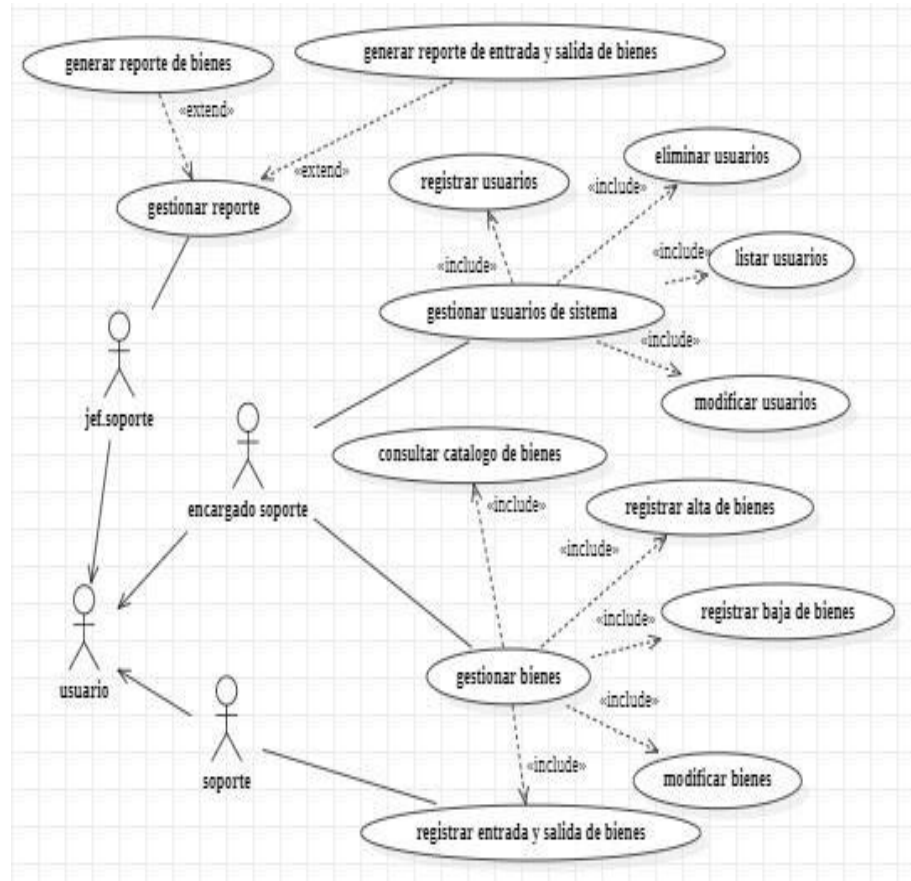 generar reporte de bienes
generar reporte de entrada y salida de bienes
«extend»
«extend»
gestionar reporte
registrar usuarios
eliminar usuarios
«include»
«include»
listar usuarios
«include»
gestionar usuarios de sistema
«include»
modificar usuarios
jef.soporte
encargado soporte
consultar catalogo de bienes
«include»
registrar alta de bienes
«include»
registrar baja de bienes
«include»
gestionar bienes
«include»
modificar bienes
«include»
registrar entrada y salida de bienes
usuario
soporte